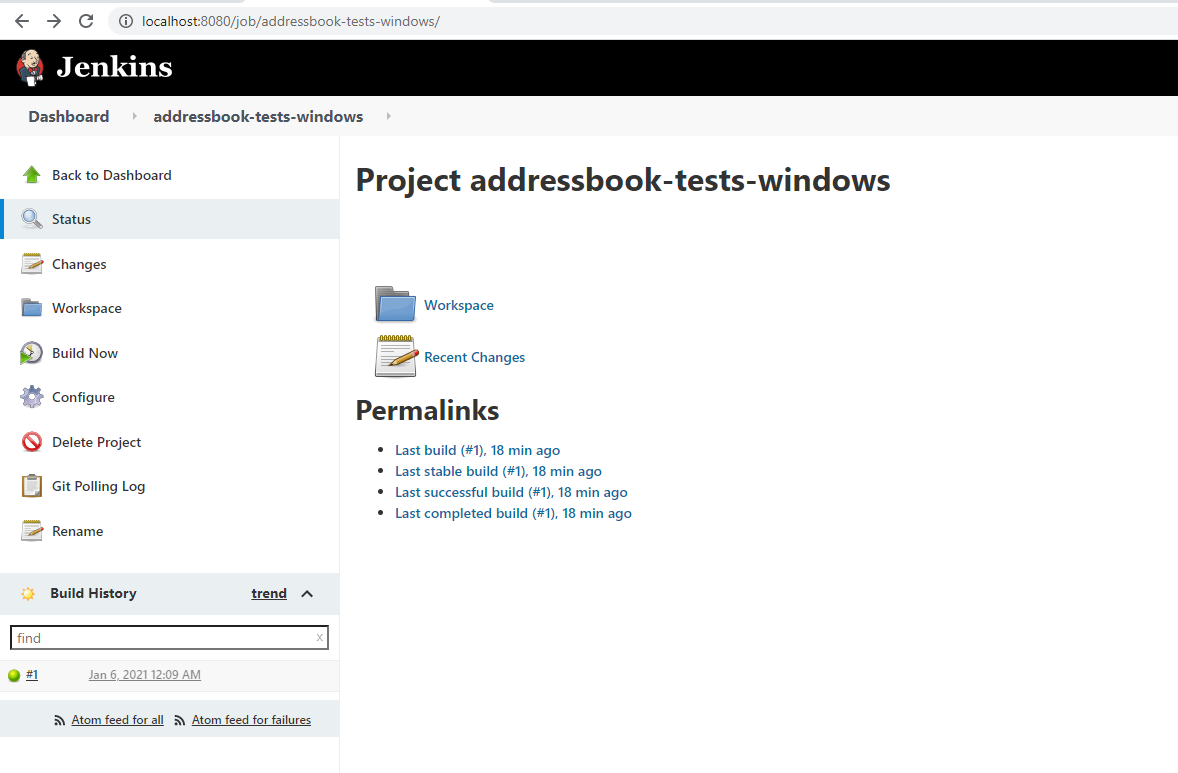 localhost:8080/job/addressbook-tests-windows/
Jenkins
Dashboard addressbook-tests-windows
Back to Dashboard
Status
Changes
Workspace
Build Now
Configure
Delete Project
Git Polling Log
Rename
Build History trend
find x
#1 Jan 6, 2021 12:09 AM
Atom feed for all Atom feed for failures
Project addressbook-tests-windows
Workspace
Recent Changes
Permalinks
Last build (#1), 18 min ago
Last stable build (#1), 18 min ago
Last successful build (#1), 18 min ago
Last completed build (#1), 18 min ago